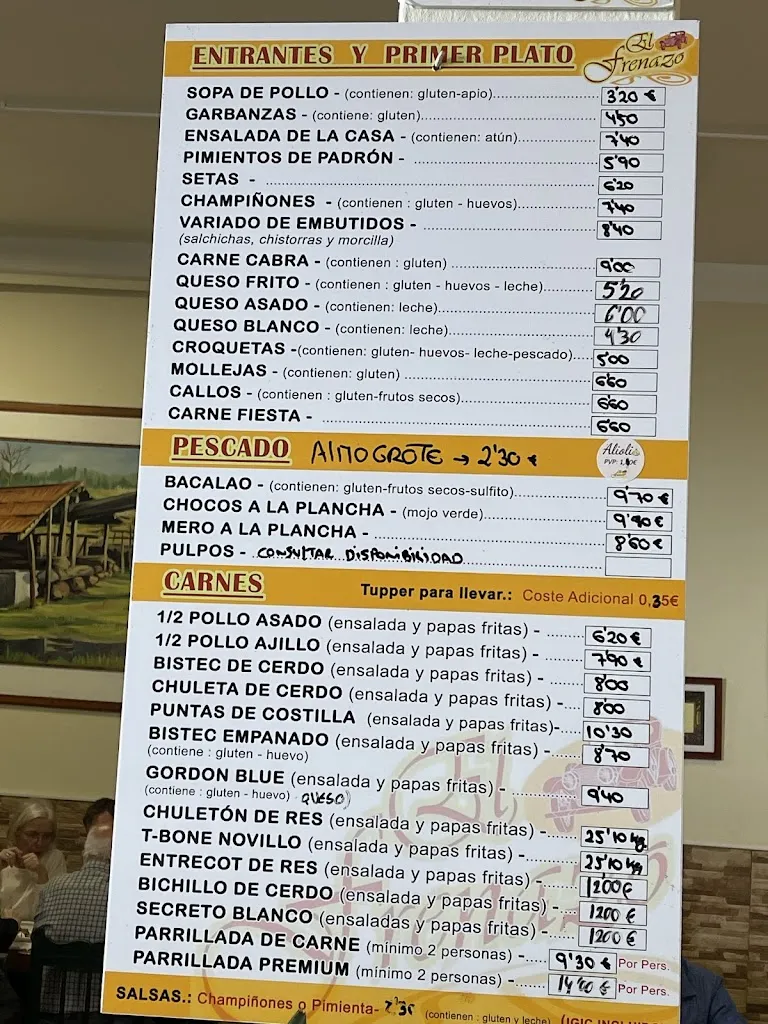 ENTRANTES Y PRIMER PLATO
El Frenazo
SOPA DE POLLO - (contienen: gluten-apio)........ 3'20 €
GARBANZAS - (contiene: gluten)........ 4'50
ENSALADA DE LA CASA - (contienen: atún)........ 7'40
PIMIENTOS DE PADRÓN - ........ 5'90
SETAS - ........ 6'20
CHAMPIÑONES - (contienen : gluten - huevos)........ 7'40
VARIADO DE EMBUTIDOS - ........ 8'40
(salchichas, chistorras y morcilla)
CARNE CABRA - (contienen : gluten) ........ 9'00
QUESO FRITO - (contienen : gluten - huevos - leche)........ 5'20
QUESO ASADO - (contienen: leche)........ 6'00
QUESO BLANCO - (contienen: leche)........ 4'30
CROQUETAS -(contienen: gluten- huevos- leche-pescado).... 5'00
MOLLEJAS - (contienen: gluten) ........ 6'60
CALLOS - (contienen : gluten-frutos secos)........ 6'60
CARNE FIESTA - ........ 6'60
PESCADO ALMOGROTE → 2'30 €
Aliolis
PVP:
BACALAO - (contienen: gluten-frutos secos-sulfito)........ 9'70 €
CHOCOS A LA PLANCHA - (mojo verde)........ 9'90 €
MERO A LA PLANCHA - ........ 8'60 €
PULPOS - CONSULTAR DISPONIBILIDAD
CARNES Tupper para llevar.: Coste Adicional 0,35€
1/2 POLLO ASADO (ensalada y papas fritas) - ........ 6'20 €
1/2 POLLO AJILLO (ensalada y papas fritas) - ........ 7'90 €
BISTEC DE CERDO (ensalada y papas fritas) - ........ 8'00
CHULETA DE CERDO (ensalada y papas fritas) -.... 8'00
PUNTAS DE COSTILLA (ensalada y papas fritas)-..... 10'30
BISTEC EMPANADO (ensalada y papas fritas) - ........ 8'70
(contiene : gluten - huevo)
GORDON BLUE (ensalada y papas fritas) - ........ 9'40
(contiene : gluten - huevo) - QUESO)
CHULETÓN DE RES (ensalada y papas fritas) -........ 25'10 kg
T-BONE NOVILLO (ensalada y papas fritas) -........ 25'10 kg
ENTRECOT DE RES (ensalada y papas fritas) -........ 1200 €
BICHILLO DE CERDO (ensalada y papas fritas) -..... 1200 €
SECRETO BLANCO (ensaladas y papas fritas) -..... 1200 €
PARRILLADA DE CARNE (mínimo 2 personas) -..... 9'30 € Por Pers.
PARRILLADA PREMIUM (mínimo 2 personas) -..... Por Pers.
SALSAS.: Champiñones o Pimienta- (contienen : gluten y leche)